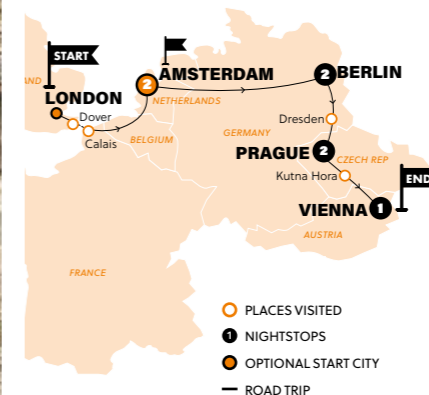 START
AND
LONDON
Dover
Calais
2
AMSTERDAM
NETHERLANDS
BELGIUM
2
BERLIN
GERMANY
Dresden
PRAGUE
2
CZECH REP
Kutna Hora
VIENNA
1
END
AUSTRIA
FRANCE
PLACES VISITED
1 NIGHTSTOPS
OPTIONAL START CITY
ROAD TRIP